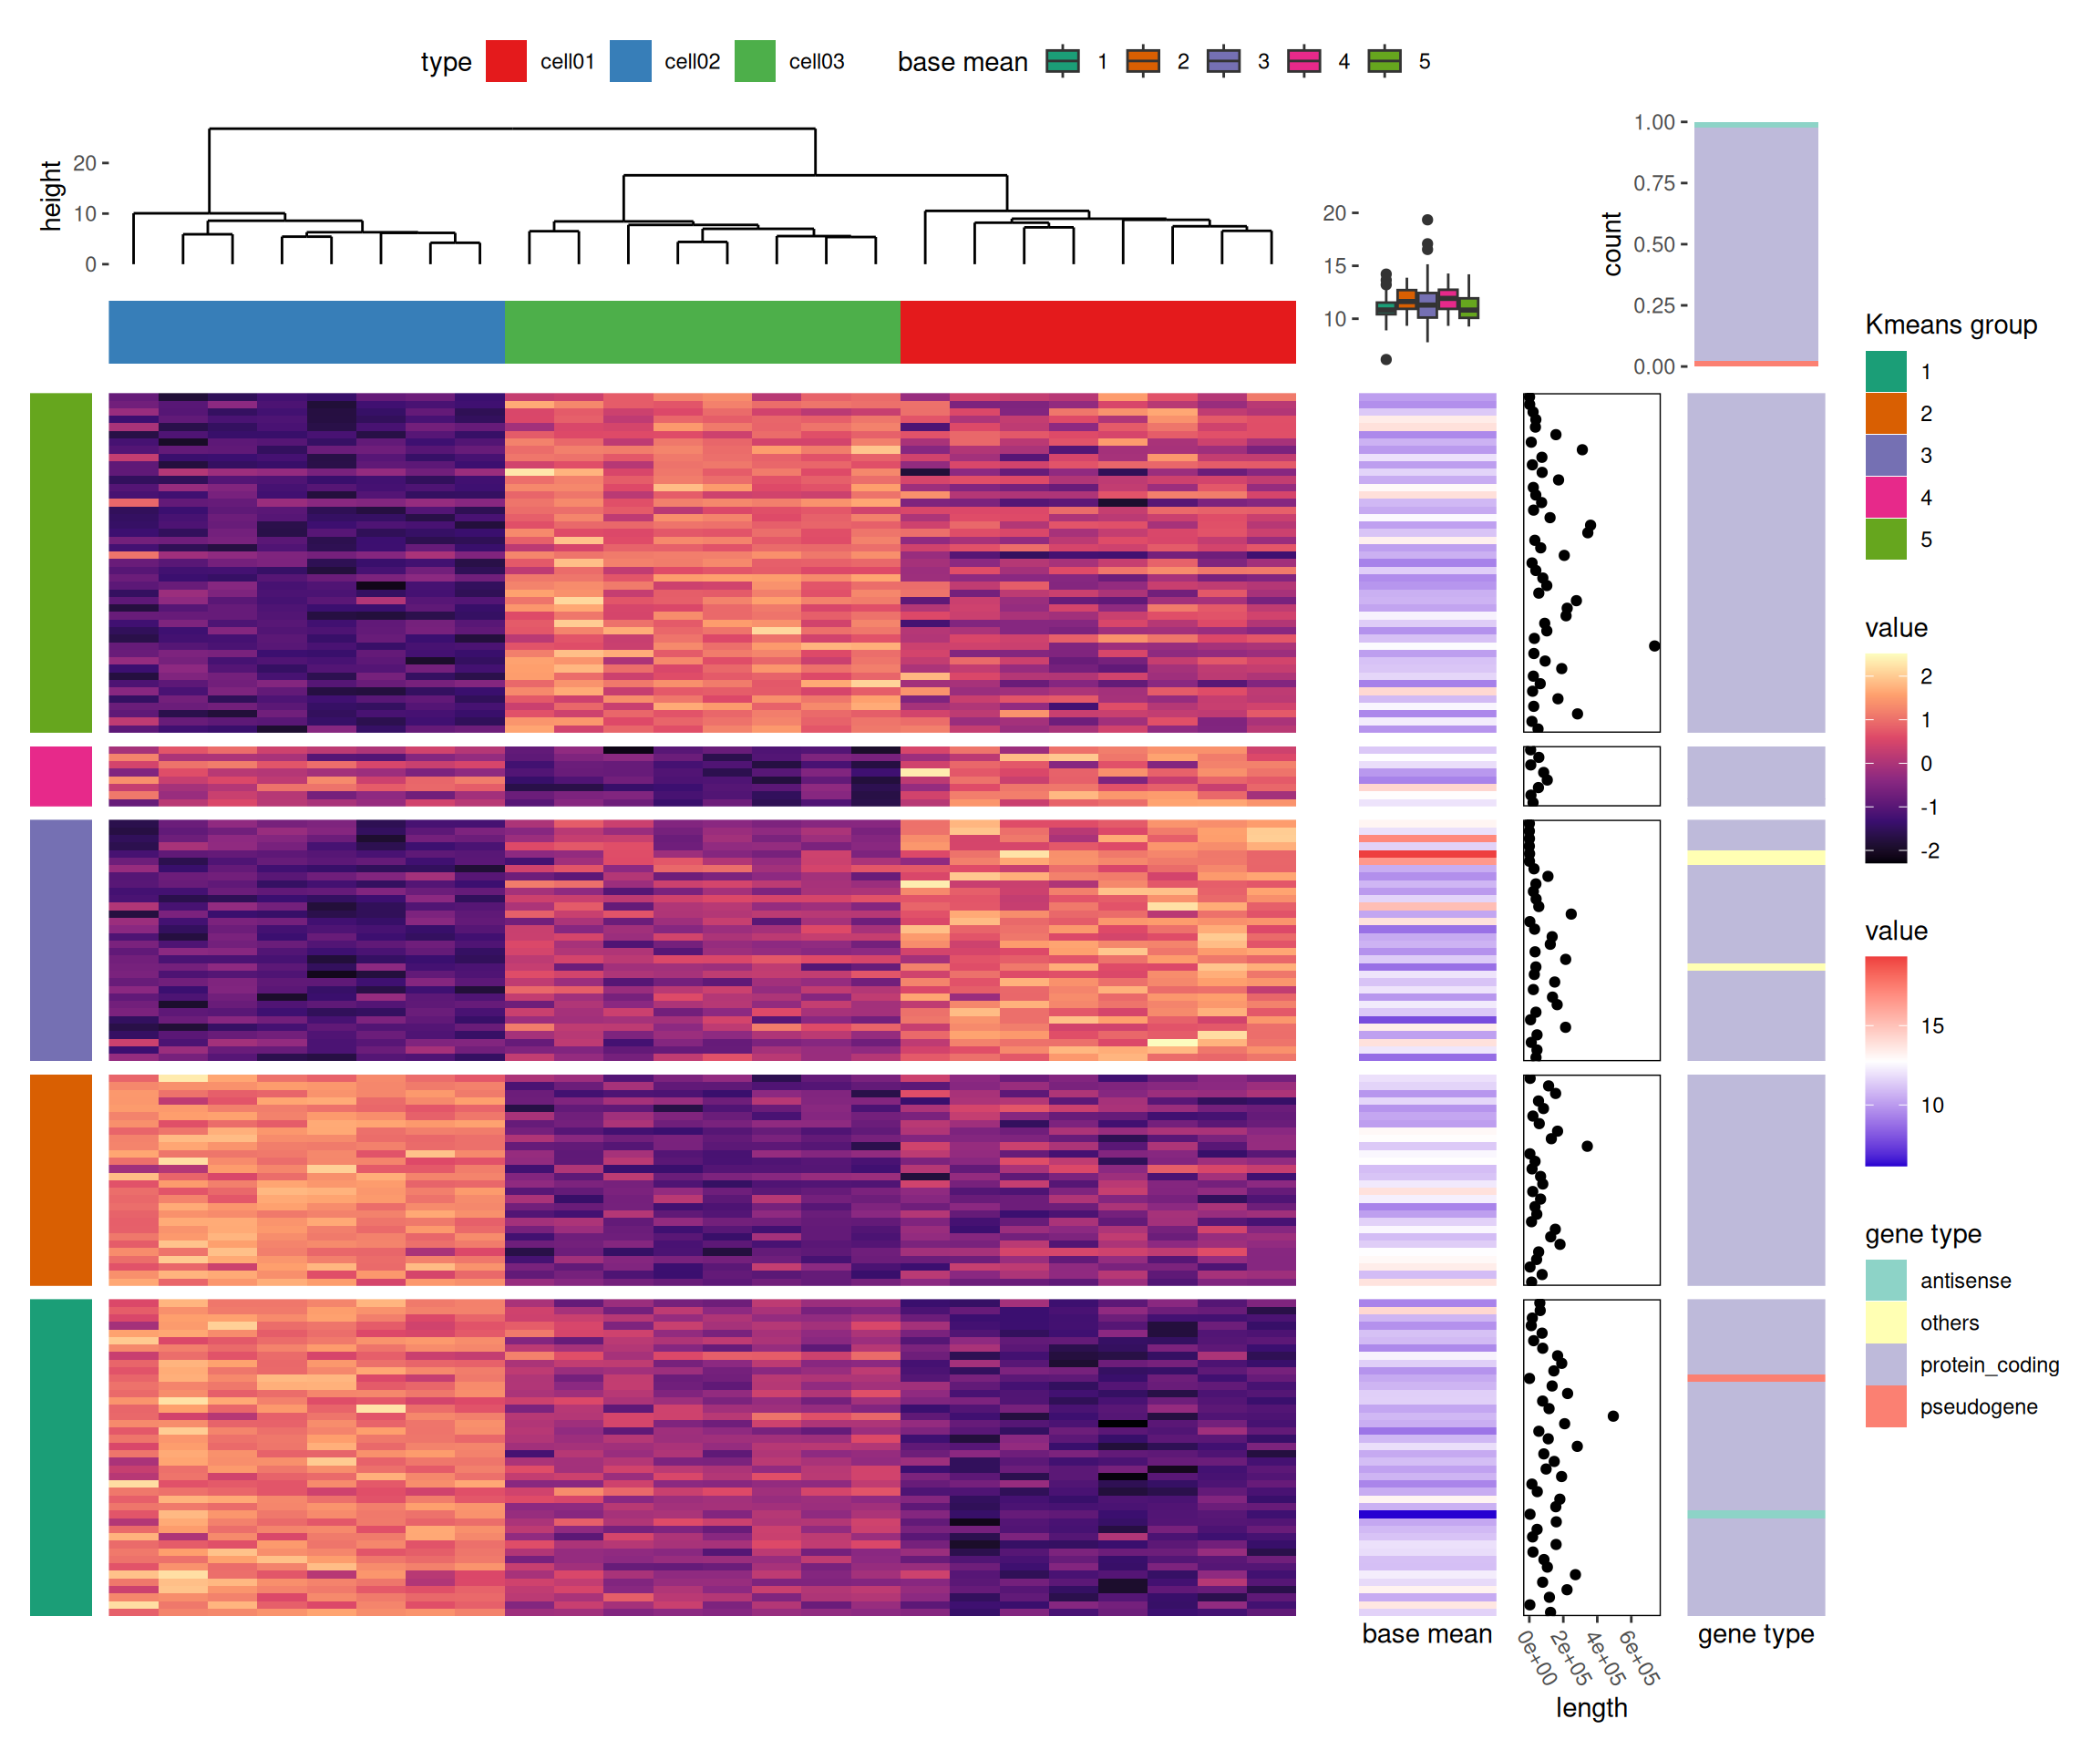 type cell01 cell02 cell03 base mean 1 2 3 4 5
height
20
10
0
20
15
10
count
1.00
0.75
0.50
0.25
0.00
Kmeans group
1
2
3
4
5
value
2
1
0
-1
-2
value
15
10
gene type
antisense
others
protein_coding
pseudogene
base mean
0e+00 2e+05 4e+05 6e+05
length
gene type